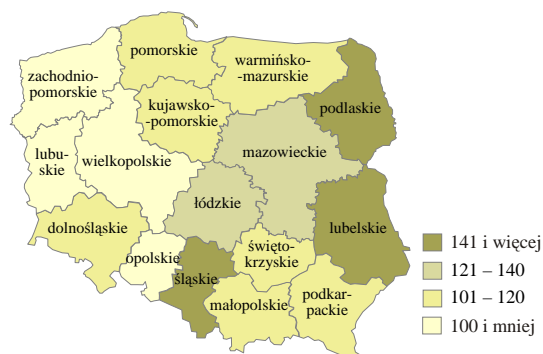 pomorskie
warmińsko-
-mazurskie
zachodnio-
pomorskie
podlaskie
kujawsko-
-pomorskie
mazowieckie
lubu-
skie
wielkopolskie
łódzkie
lubelskie
dolnośląskie
opolskie
śląskie
święto-
krzyskie
małopolskie
podkar-
packie
141 i więcej
121 – 140
101 – 120
100 i mniej